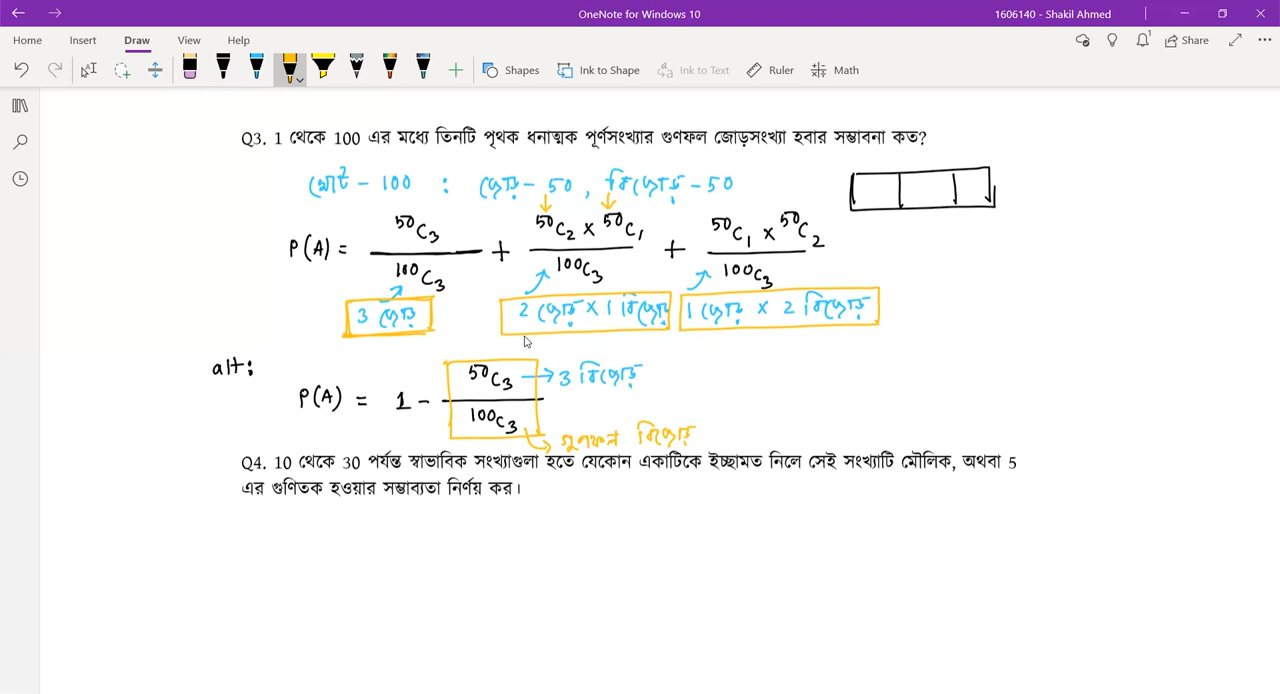 OneNote for Windows 10
1606140 - Shakil Ahmed
Home Insert Draw View Help
Share
Shapes Ink to Shape Ink to Text Ruler Math
Q3. 1 থেকে 100 এর মধ্যে তিনটি পৃথক ধনাত্মক পূর্ণসংখ্যার গুণফল জোড়সংখ্যা হবার সম্ভাবনা কত?
মোট - 100 : জোড় - 50, বিজোড় - 50
P(A) = ⁵⁰C₃ / ¹⁰⁰C₃ + ⁵⁰C₂ × ⁵⁰C₁ / ¹⁰⁰C₃ + ⁵⁰C₁ × ⁵⁰C₂ / ¹⁰⁰C₃
3 জোড় 2 জোড় × 1 বিজোড় 1 জোড় × 2 বিজোড়
alt:
P(A) = 1 - ⁵⁰C₃ / ¹⁰⁰C₃ → 3 বিজোড়
গুণফল বিজোড়
Q4. 10 থেকে 30 পর্যন্ত স্বাভাবিক সংখ্যাগুলা হতে যেকোন একাটিকে ইচ্ছামত নিলে সেই সংখ্যাটি মৌলিক, অথবা 5
এর গুণিতক হওয়ার সম্ভাব্যতা নির্ণয় কর।